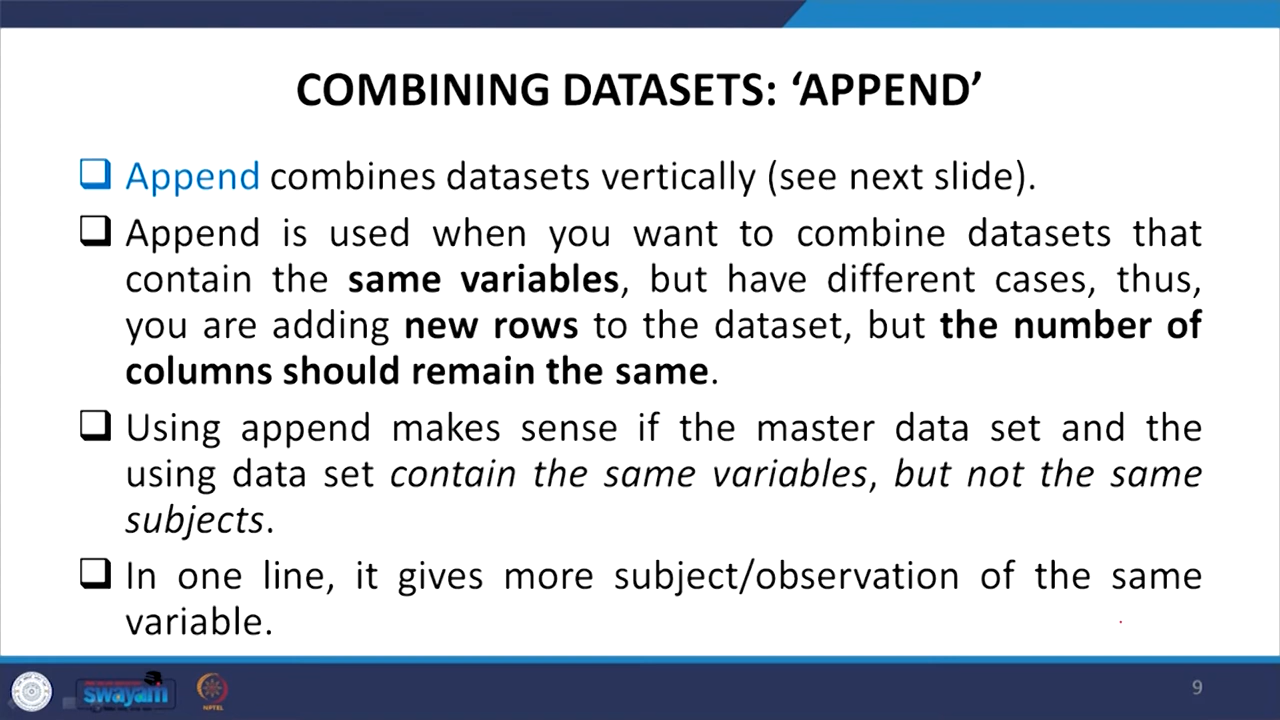 COMBINING DATASETS: ‘APPEND’
Append combines datasets vertically (see next slide).
Append is used when you want to combine datasets that
contain the same variables, but have different cases, thus,
you are adding new rows to the dataset, but the number of
columns should remain the same.
Using append makes sense if the master data set and the
using data set contain the same variables, but not the same
subjects.
In one line, it gives more subject/observation of the same
variable.
swayam
NPTEL
9